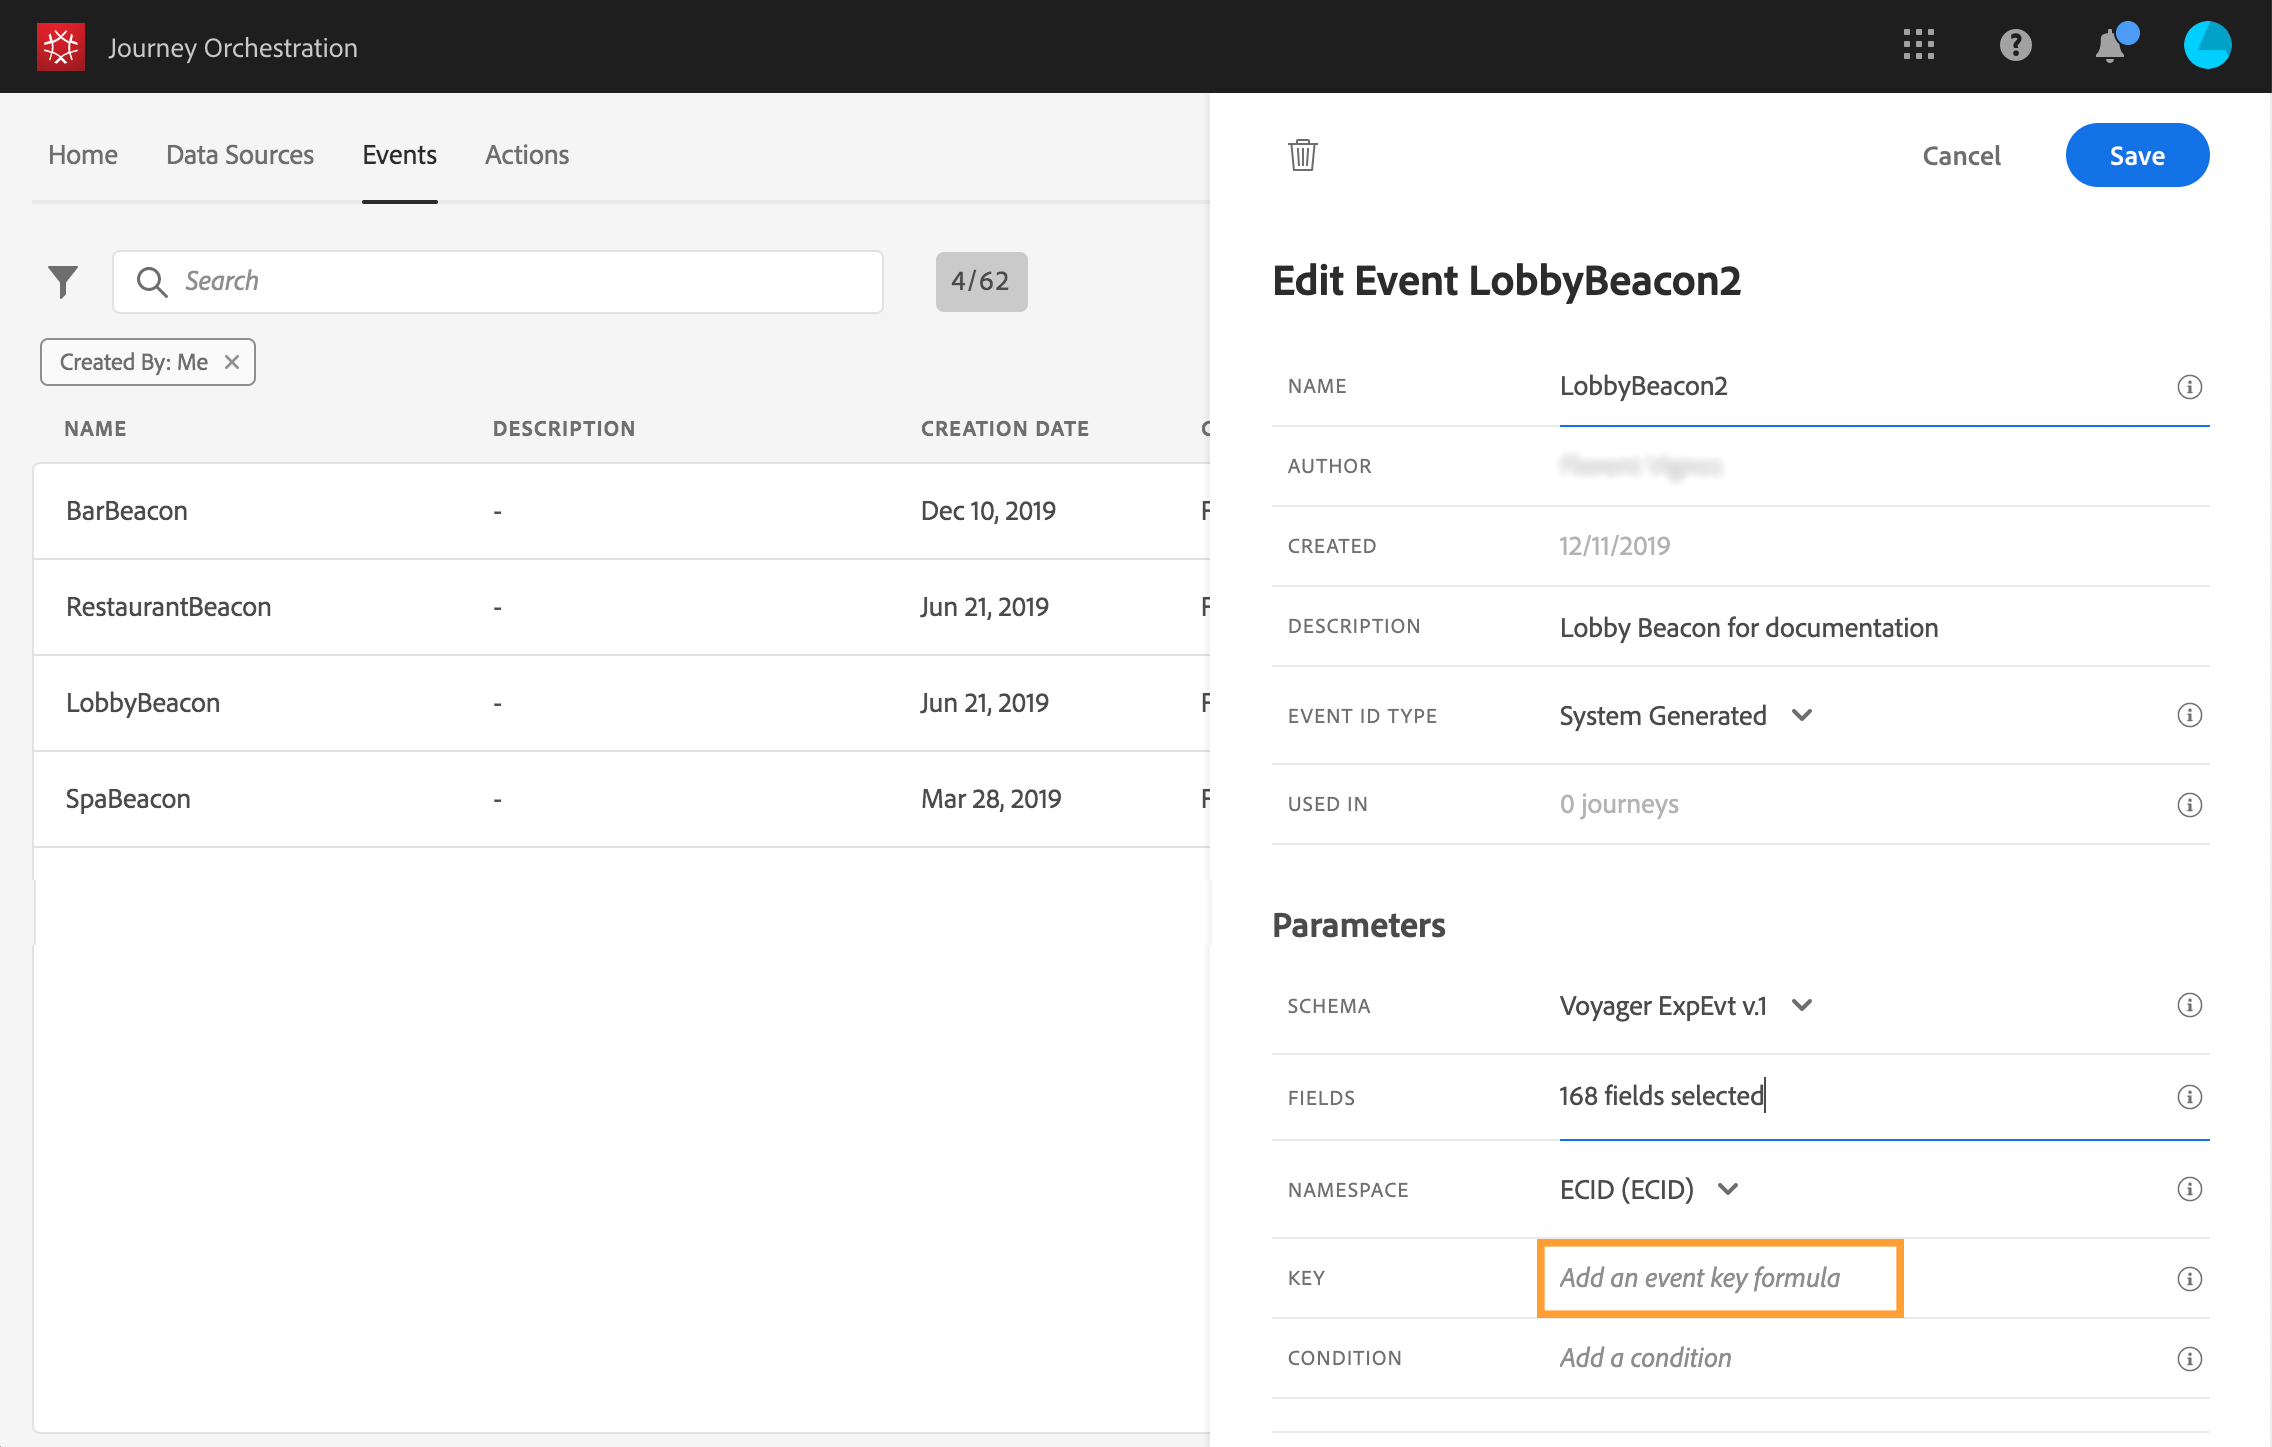 Journey Orchestration
Home
Data Sources
Events
Actions
Search
4/62
Created By: Me
NAME
DESCRIPTION
CREATION DATE
BarBeacon
-
Dec 10, 2019
RestaurantBeacon
-
Jun 21, 2019
LobbyBeacon
-
Jun 21, 2019
SpaBeacon
-
Mar 28, 2019
Cancel
Save
Edit Event LobbyBeacon2
NAME
LobbyBeacon2
AUTHOR
CREATED
12/11/2019
DESCRIPTION
Lobby Beacon for documentation
EVENT ID TYPE
System Generated
USED IN
0 journeys
Parameters
SCHEMA
Voyager ExpEvt v.1
FIELDS
168 fields selected
NAMESPACE
ECID (ECID)
KEY
Add an event key formula
CONDITION
Add a condition